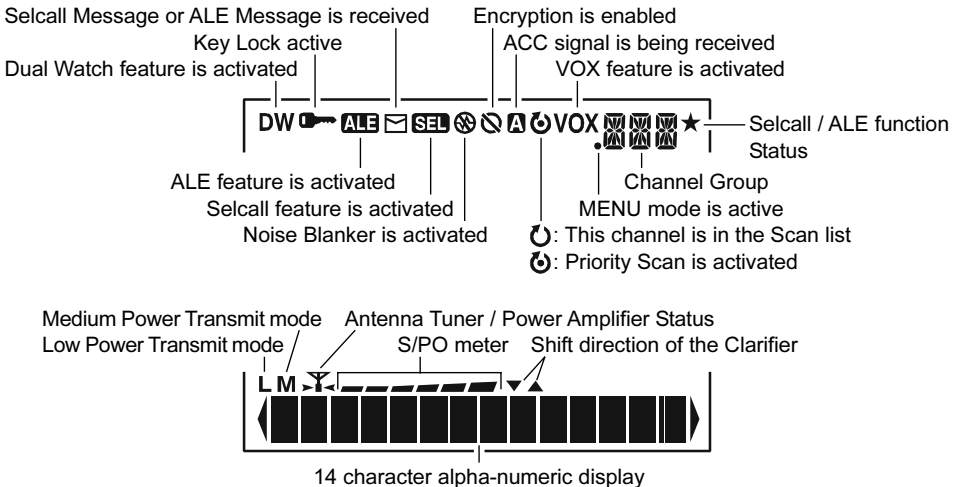 Selcall Message or ALE Message is received
Encryption is enabled
Key Lock active
ACC signal is being received
Dual Watch feature is activated
VOX feature is activated
DW ALE SEL A VOX
Selcall / ALE function
Status
ALE feature is activated
Channel Group
Selcall feature is activated
MENU mode is active
Noise Blanker is activated
: This channel is in the Scan list
: Priority Scan is activated
Medium Power Transmit mode
Antenna Tuner / Power Amplifier Status
Low Power Transmit mode
S/PO meter
Shift direction of the Clarifier
L M
14 character alpha-numeric display